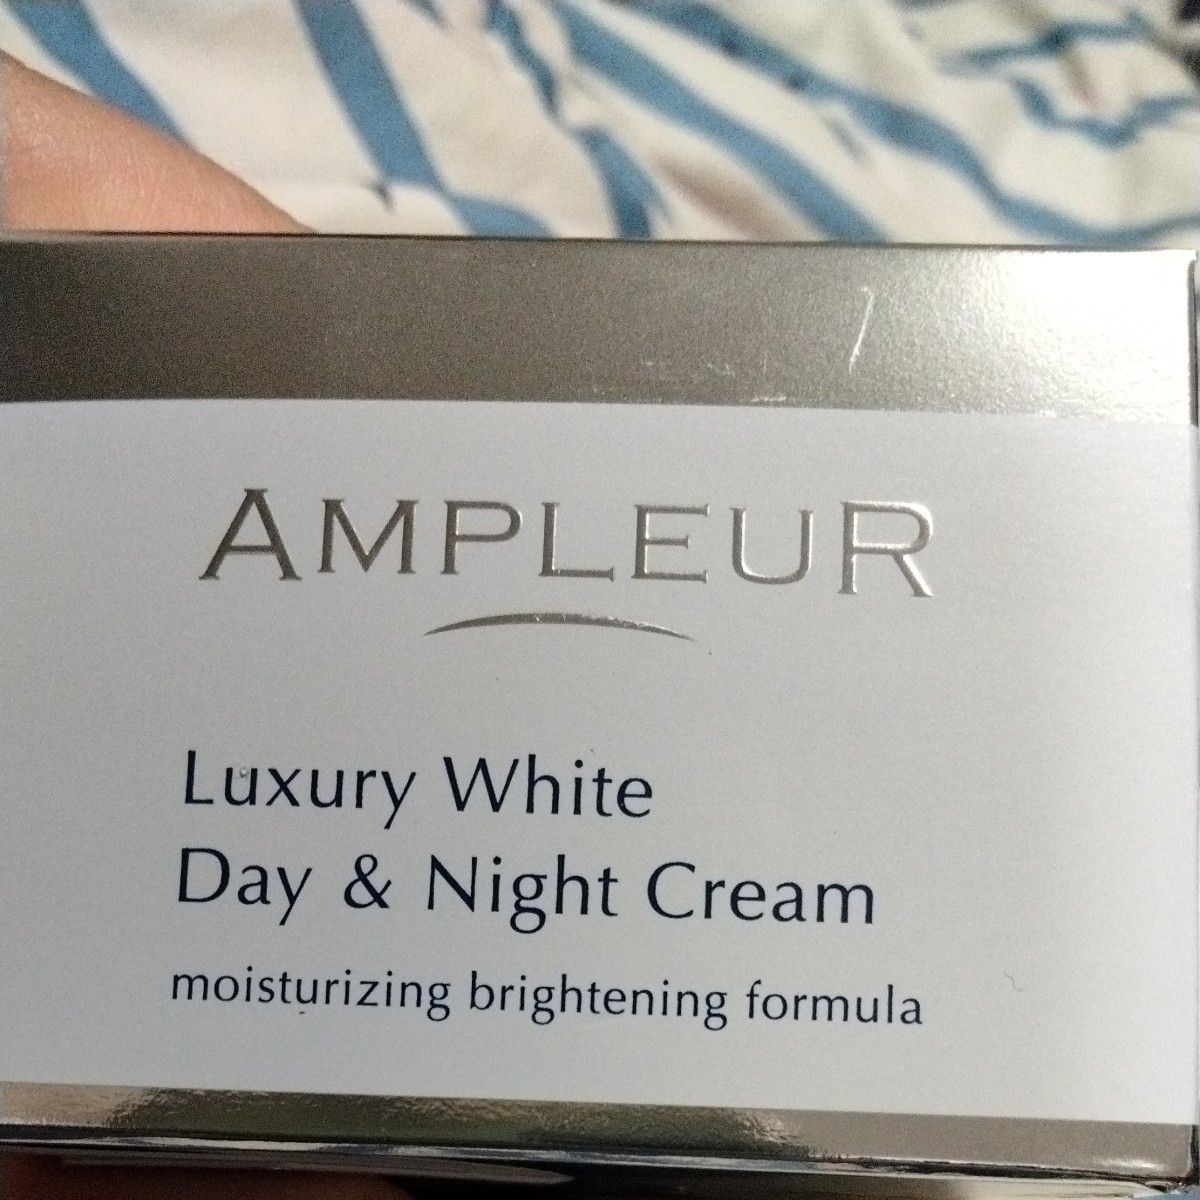 AMPLEUR
Luxury White
Day & Night Cream
moisturizing brightening formula